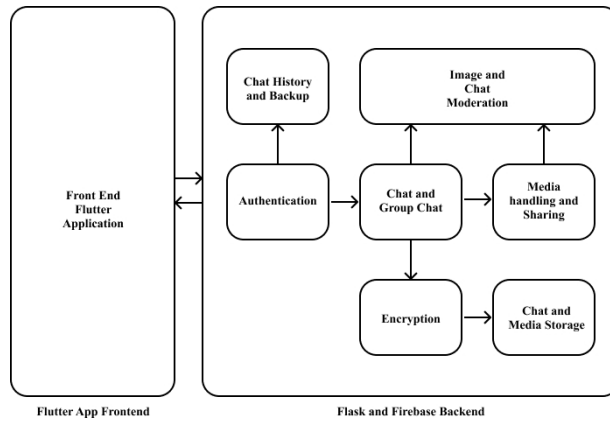 Chat History
and Backup
Image and
Chat
Moderation
Front End
Flutter
Application
Authentication
Chat and
Group Chat
Media
handling and
Sharing
Encryption
Chat and
Media Storage
Flutter App Frontend
Flask and Firebase Backend